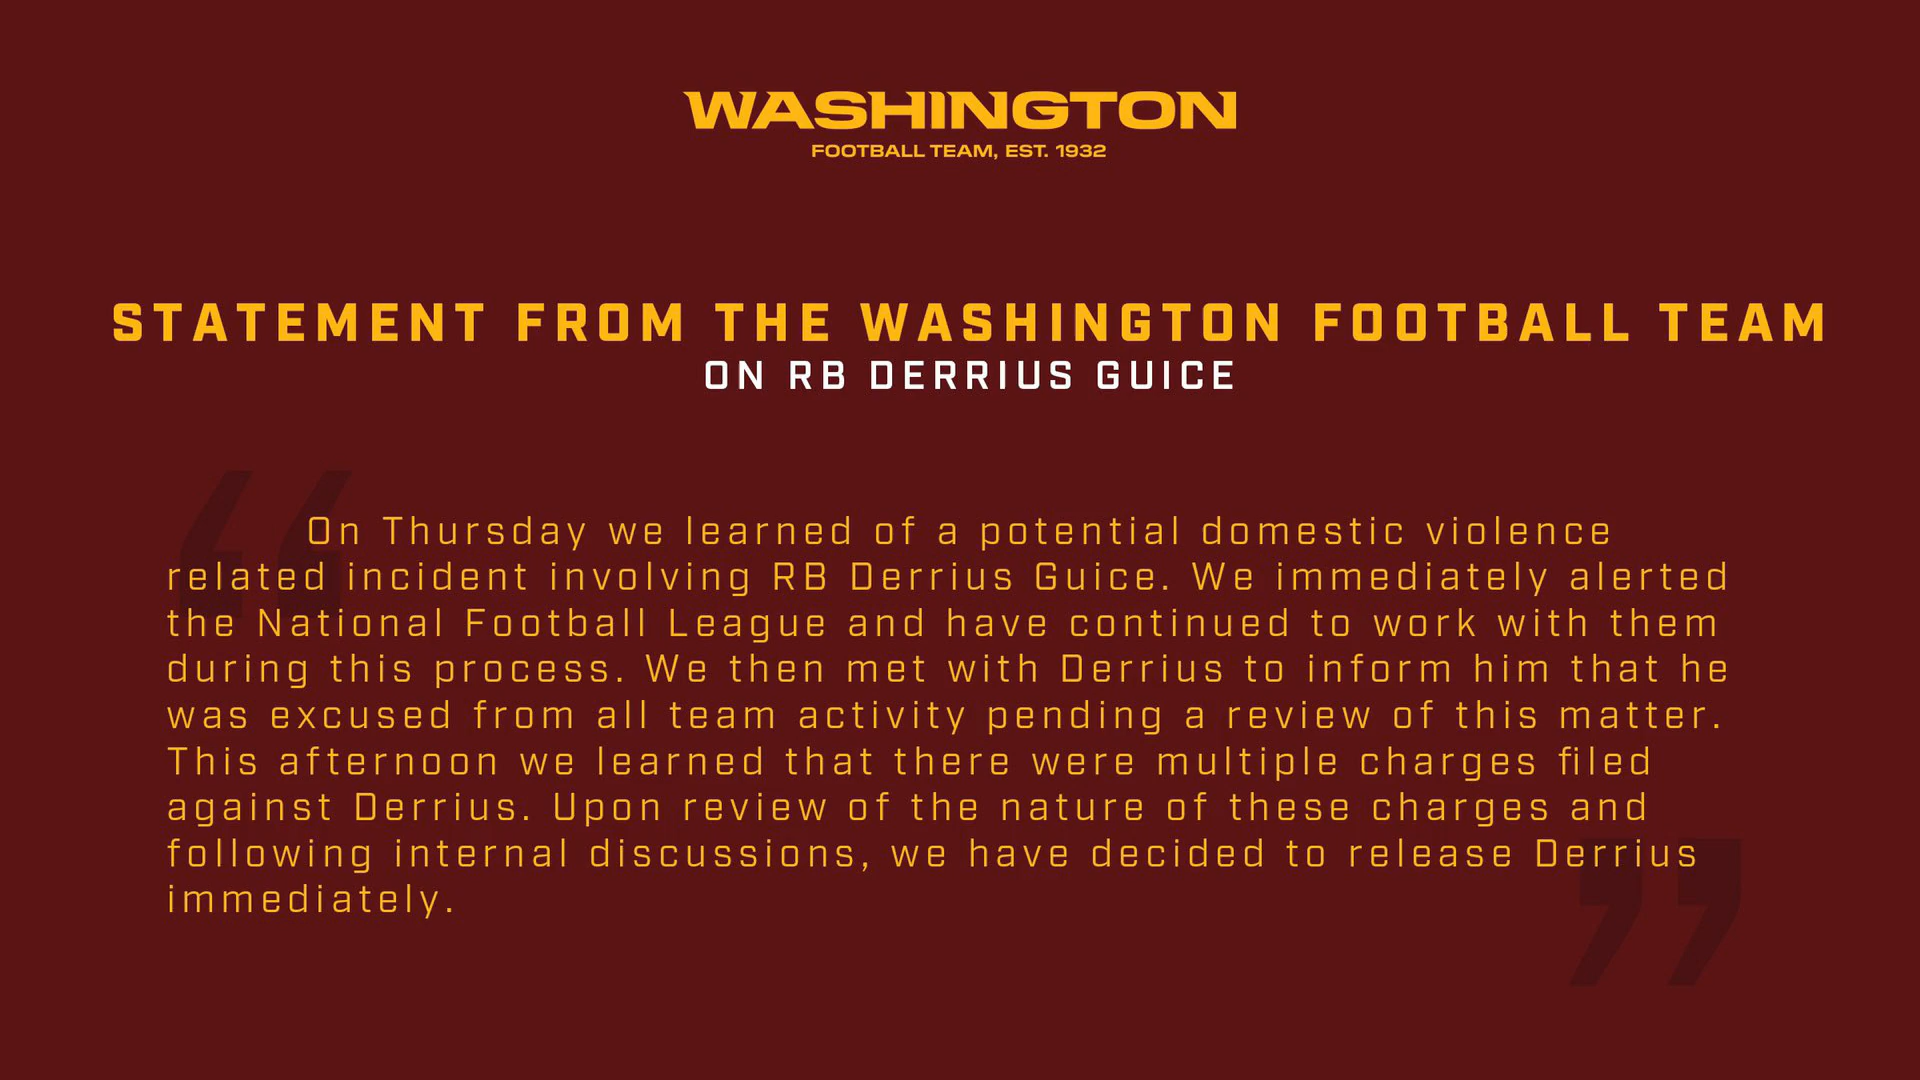 WASHINGTON
FOOTBALL TEAM, EST. 1932
STATEMENT FROM THE WASHINGTON FOOTBALL TEAM
ON RB DERRIUS GUICE
“
On Thursday we learned of a potential domestic violence
related incident involving RB Derrius Guice. We immediately alerted
the National Football League and have continued to work with them
during this process. We then met with Derrius to inform him that he
was excused from all team activity pending a review of this matter.
This afternoon we learned that there were multiple charges filed
against Derrius. Upon review of the nature of these charges and
following internal discussions, we have decided to release Derrius
immediately.
”